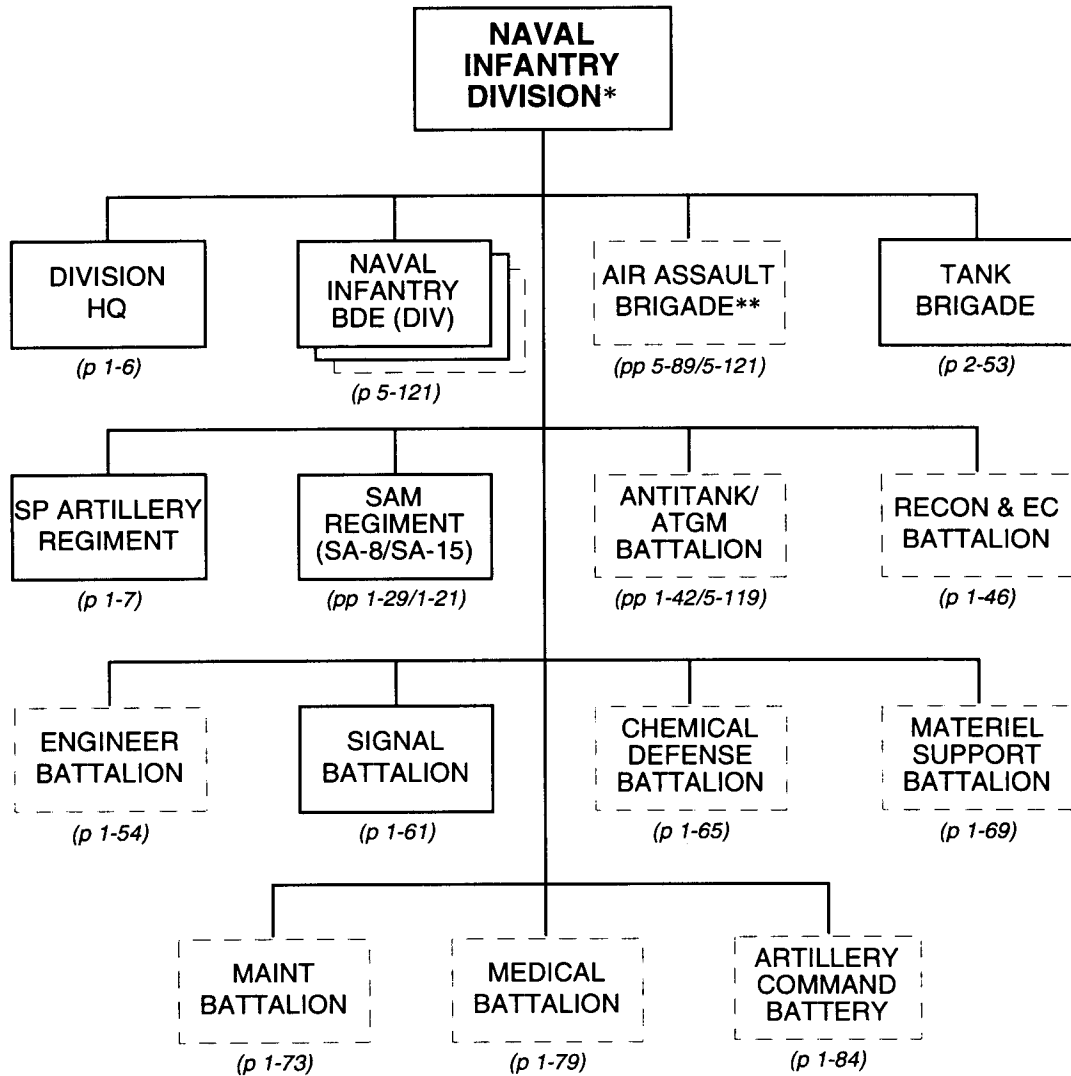 NAVAL
INFANTRY
DIVISION*
DIVISION
HQ
(p 1-6)
NAVAL
INFANTRY
BDE (DIV)
(p 5-121)
AIR ASSAULT
BRIGADE**
(pp 5-89/5-121)
TANK
BRIGADE
(p 2-53)
SP ARTILLERY
REGIMENT
(p 1-7)
SAM
REGIMENT
(SA-8/SA-15)
(pp 1-29/1-21)
ANTITANK/
ATGM
BATTALION
(pp 1-42/5-119)
RECON & EC
BATTALION
(p 1-46)
ENGINEER
BATTALION
(p 1-54)
SIGNAL
BATTALION
(p 1-61)
CHEMICAL
DEFENSE
BATTALION
(p 1-65)
MATERIEL
SUPPORT
BATTALION
(p 1-69)
MAINT
BATTALION
(p 1-73)
MEDICAL
BATTALION
(p 1-79)
ARTILLERY
COMMAND
BATTERY
(p 1-84)